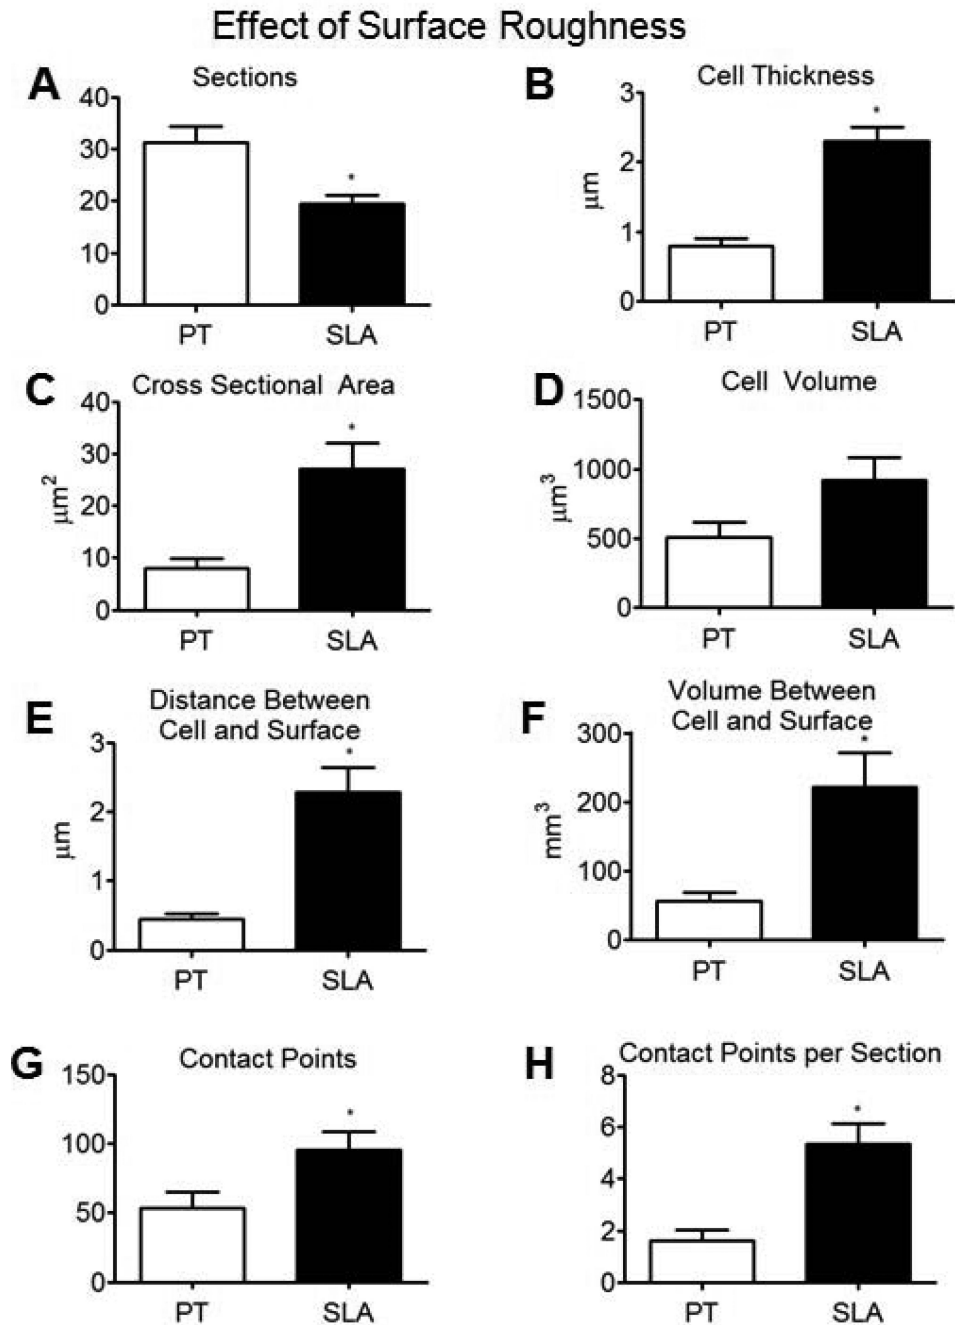 Effect of Surface Roughness
A
Sections
40
30
20
10
0
*
PT
SLA
B
Cell Thickness
3
2
1
0
μm
*
PT
SLA
C
Cross Sectional Area
40
30
20
10
0
μm²
*
PT
SLA
D
Cell Volume
1500
1000
500
0
μm³
PT
SLA
E
Distance Between
Cell and Surface
3
2
1
0
μm
*
PT
SLA
F
Volume Between
Cell and Surface
300
200
100
0
mm³
*
PT
SLA
G
Contact Points
150
100
50
0
*
PT
SLA
H
Contact Points per Section
8
6
4
2
0
*
PT
SLA